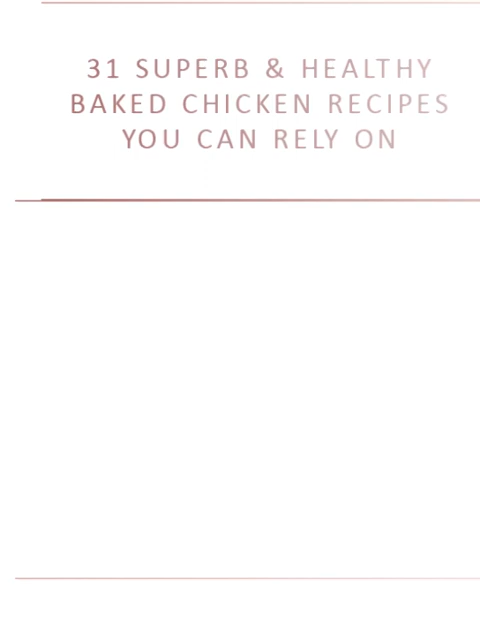 31 SUPERB & HEALTHY
BAKED CHICKEN RECIPES
YOU CAN RELY ON